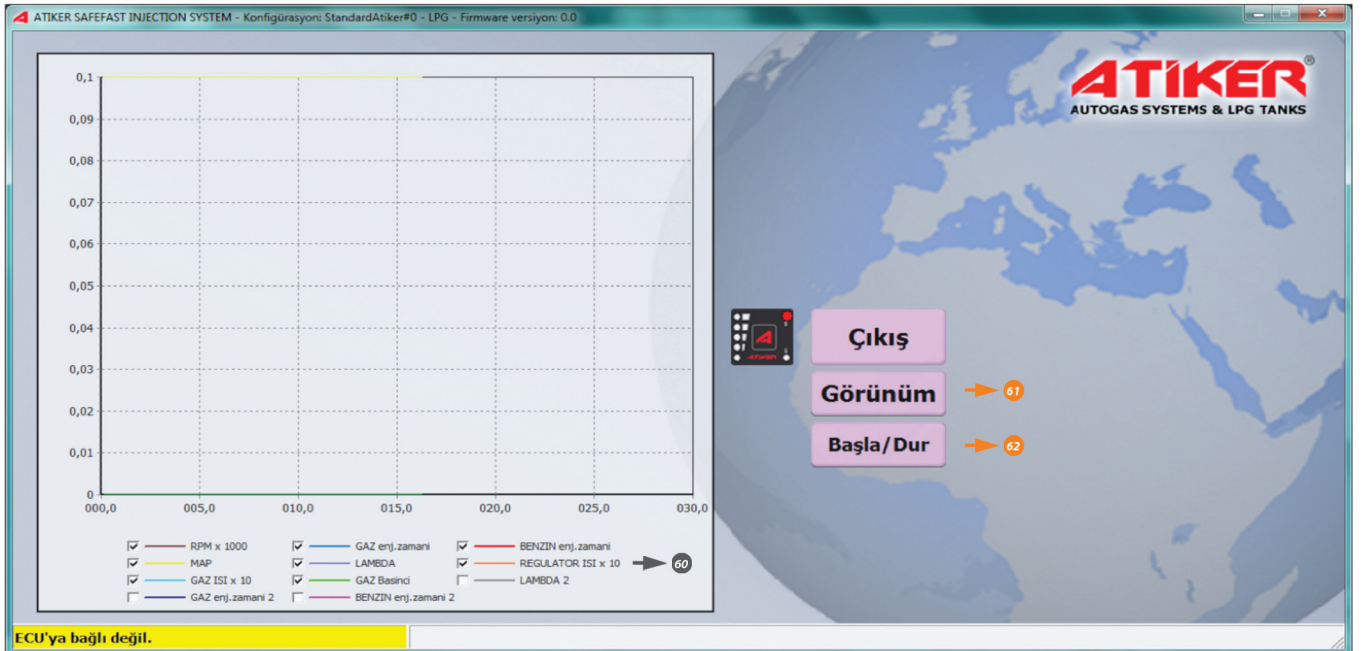 ATIKER SAFEFAST INJECTION SYSTEM - Konfigürasyon: StandardAtiker#0 - LPG - Firmware versiyon: 0.0
ATİKER®
AUTOGAS SYSTEMS & LPG TANKS
0,1
0,09
0,08
0,07
0,06
0,05
0,04
0,03
0,02
0,01
0
000,0 005,0 010,0 015,0 020,0 025,0 030,0
RPM x 1000 GAZ enj.zamani BENZIN enj.zamani
MAP LAMBDA REGULATOR ISI x 10 60
GAZ ISI x 10 GAZ Basinci LAMBDA 2
GAZ enj.zamani 2 BENZIN enj.zamani 2
ATIKER
Çıkış
Görünüm 61
Başla/Dur 62
ECU'ya bağlı değil.